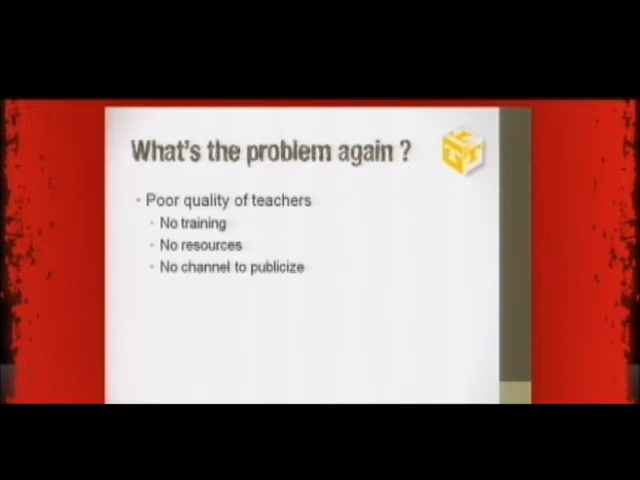 What's the problem again ?
Poor quality of teachers
No training
No resources
No channel to publicize